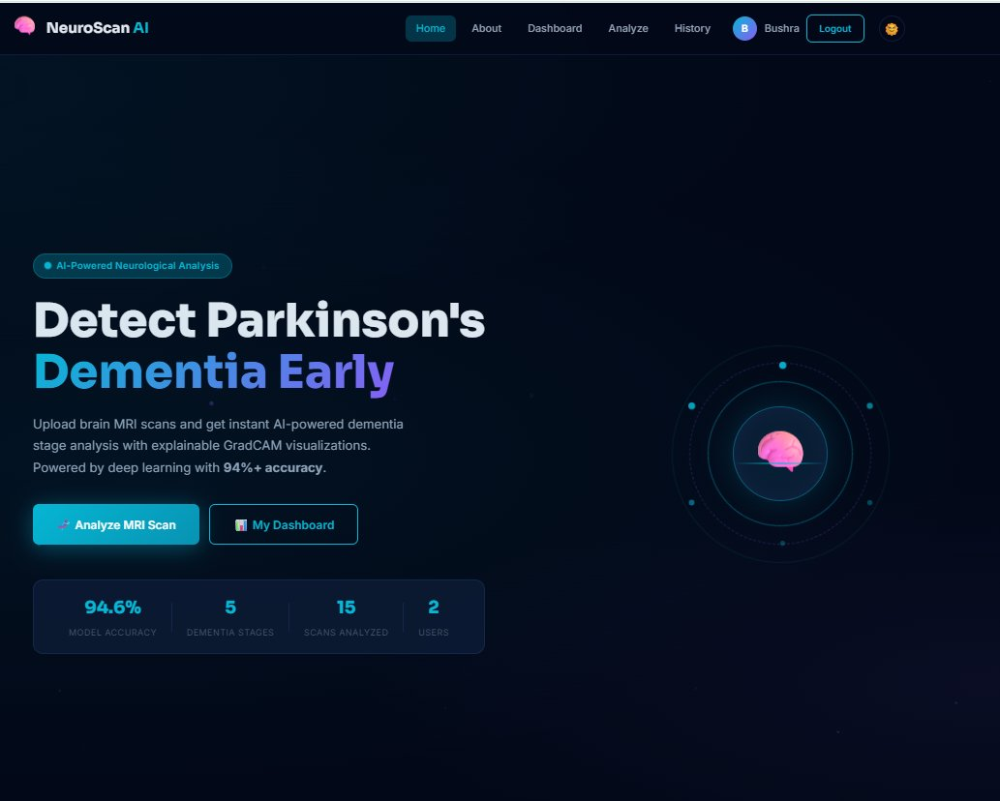 NeuroScan AI
Home About Dashboard Analyze History B Bushra Logout
AI-Powered Neurological Analysis
Detect Parkinson's
Dementia Early
Upload brain MRI scans and get instant AI-powered dementia
stage analysis with explainable GradCAM visualizations.
Powered by deep learning with 94%+ accuracy.
Analyze MRI Scan My Dashboard
94.6% 5 15 2
MODEL ACCURACY DEMENTIA STAGES SCANS ANALYZED USERS